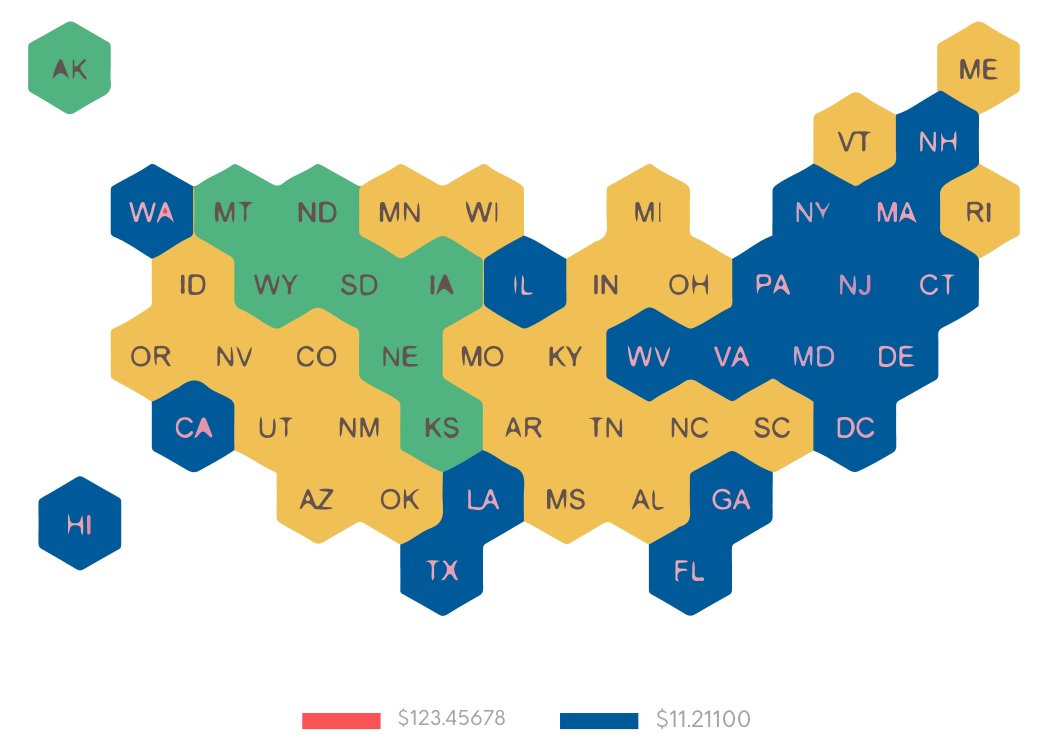 AK
ME
VT NH
WA MT ND MN WI MI NY MA RI
ID WY SD IA IL IN OH PA NJ CT
OR NV CO NE MO KY WV VA MD DE
CA UT NM KS AR TN NC SC DC
AZ OK LA MS AL GA
HI
TX FL
$123.45678 $11.21100